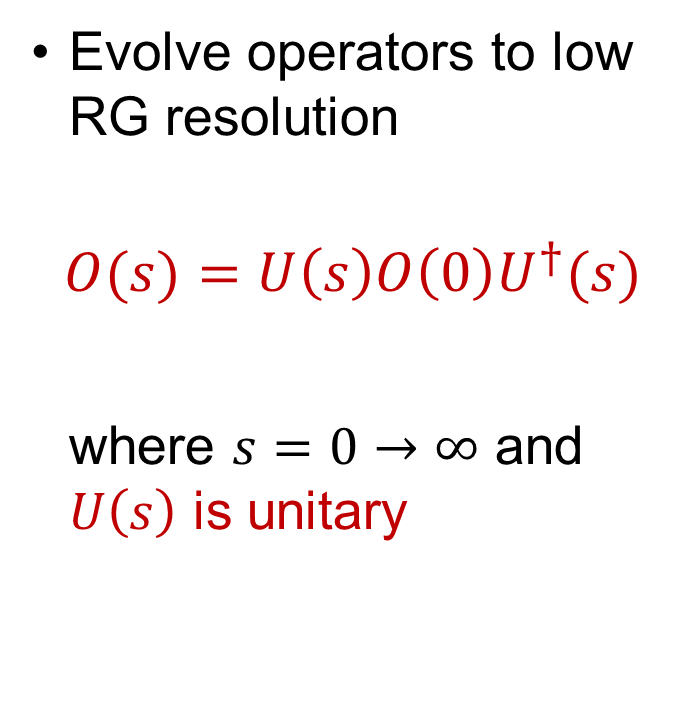 • Evolve operators to low
RG resolution
O(s) = U(s)O(0)U†(s)
where s = 0 → ∞ and
U(s) is unitary